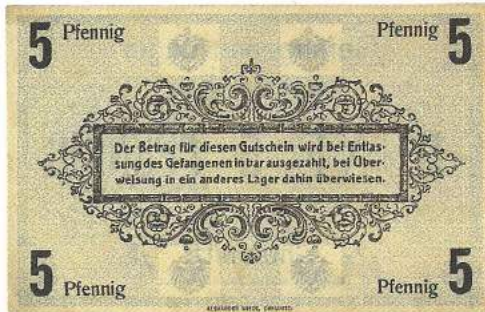 5 Pfennig Pfennig 5
Der Betrag für diesen Gutschein wird bei Entlas-
sung des Gefangenen in bar ausgezahlt, bei Über-
weisung in ein anderes Lager dahin überwiesen.
5 Pfennig Pfennig 5